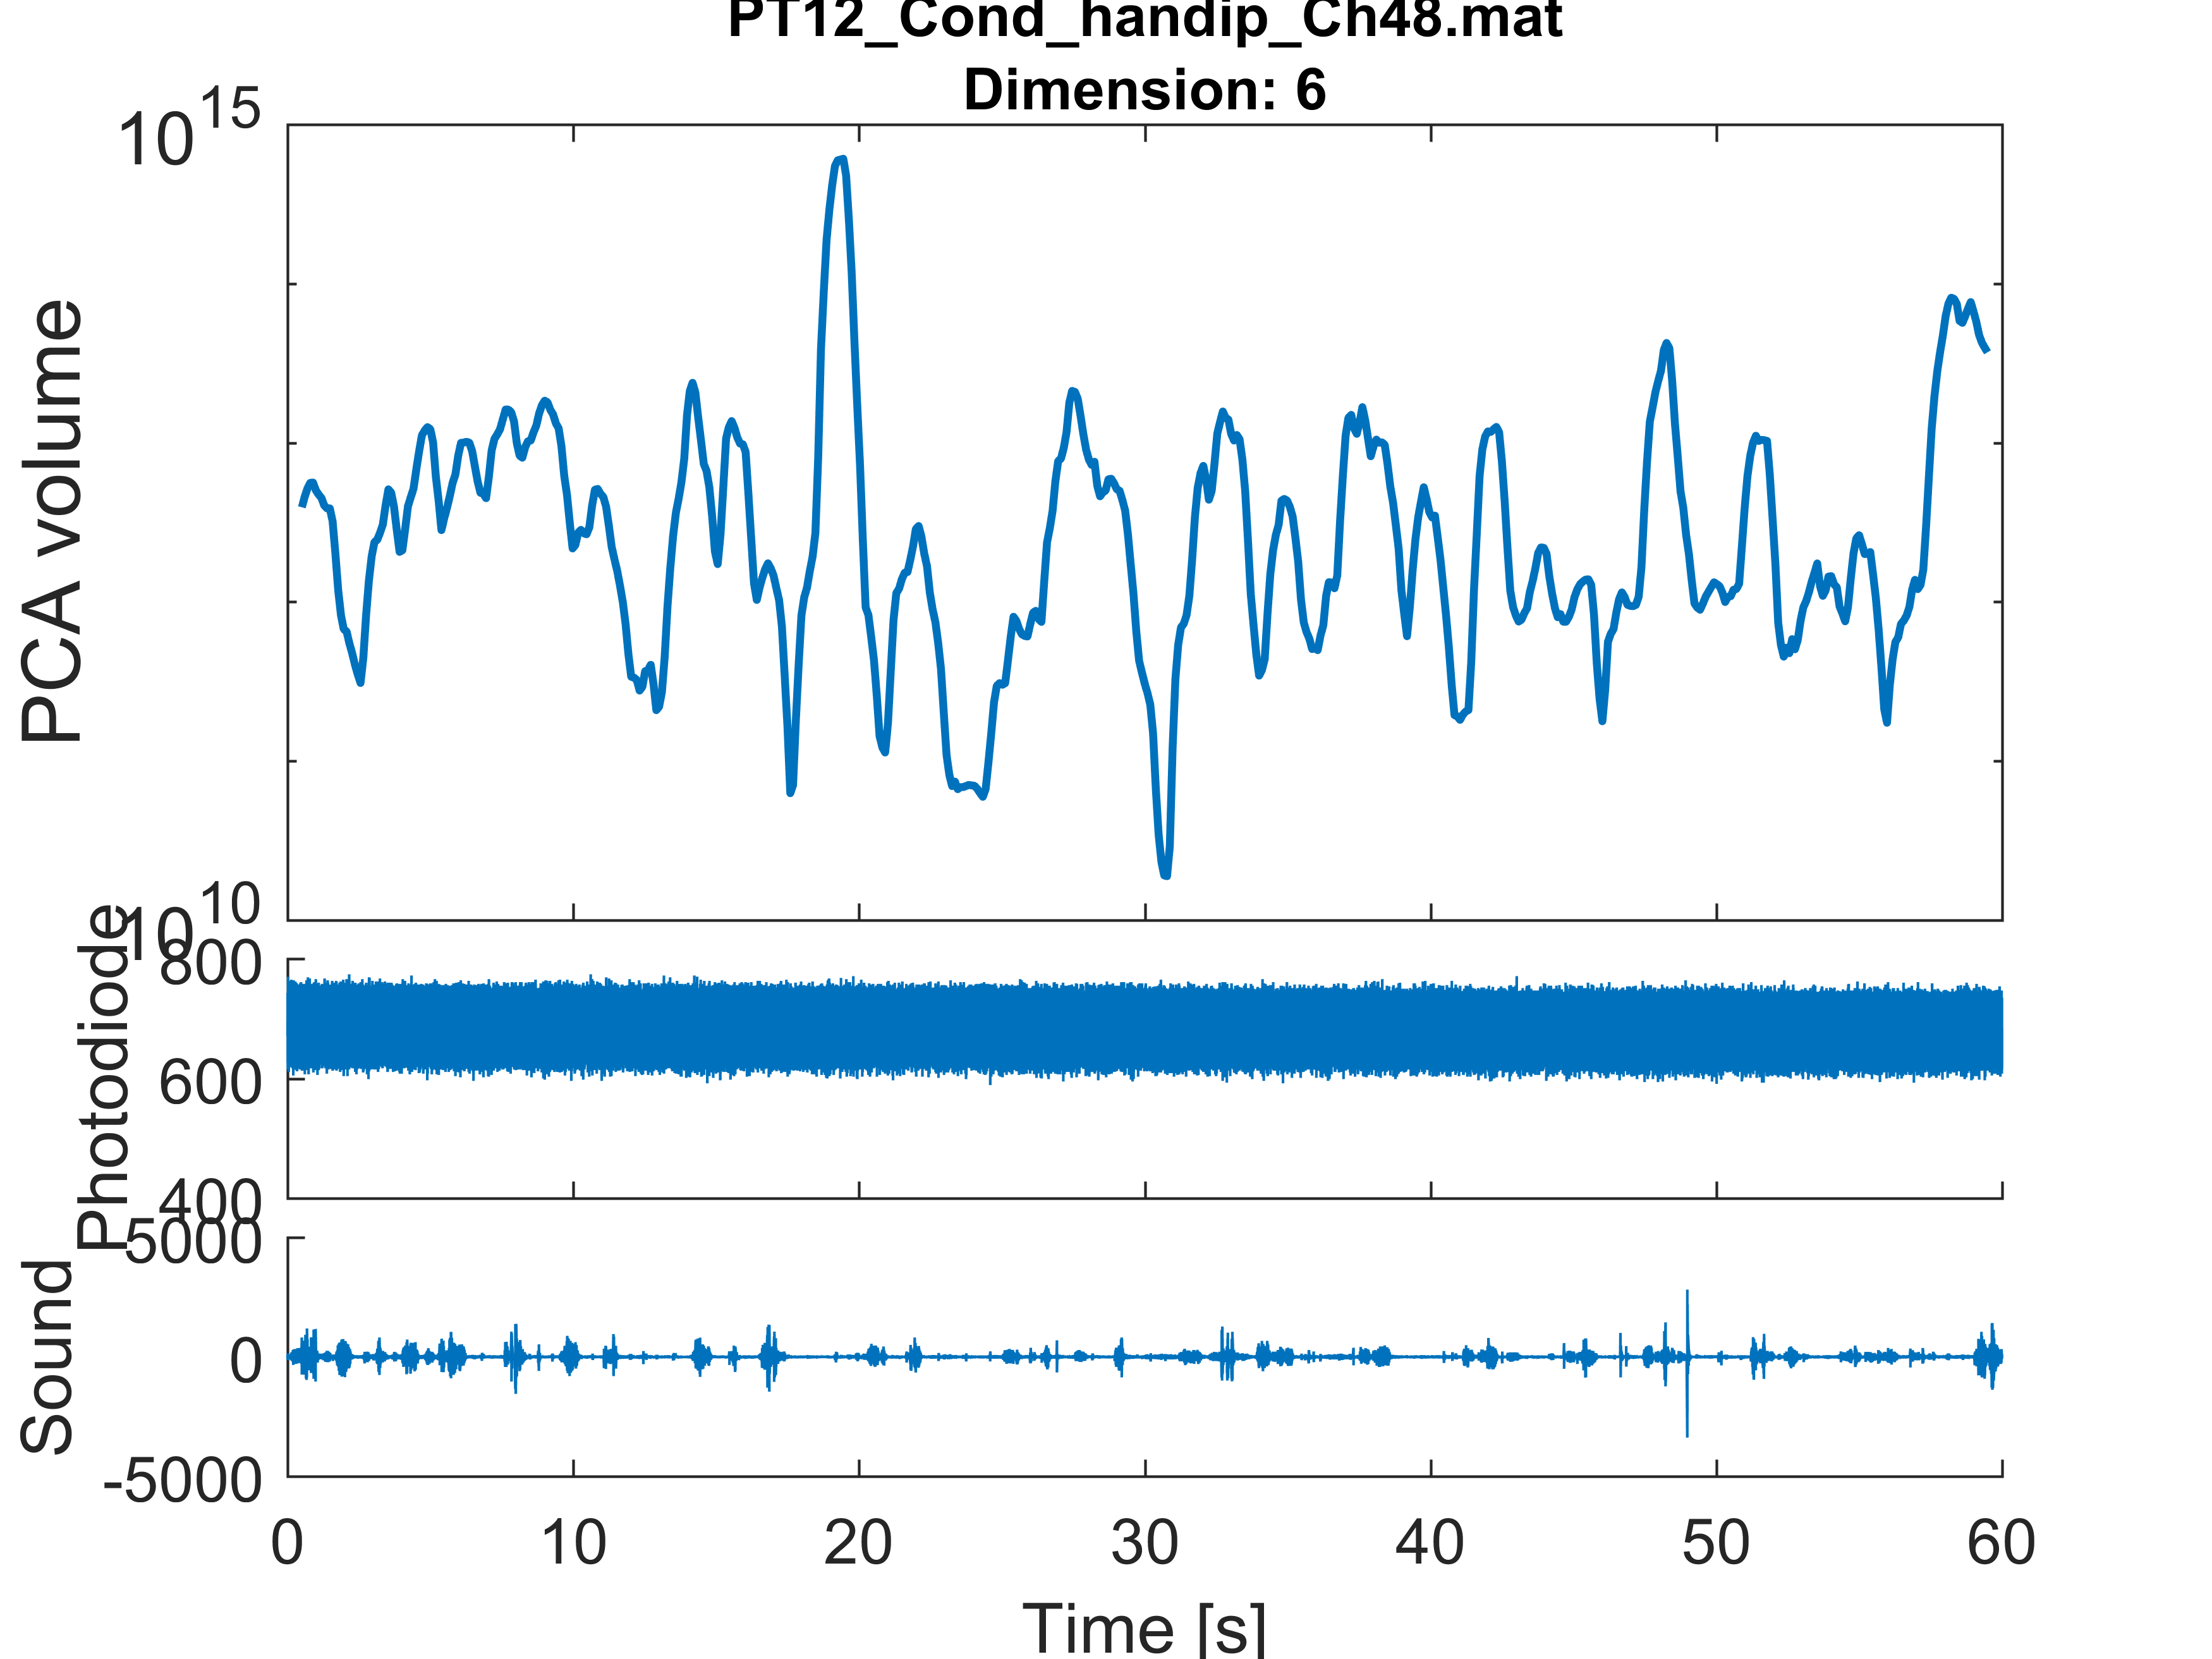 PT12_Cond_handip_Ch48.mat
Dimension: 6
10^15
PCA volume
10^10
800
Photodiode
600
400
5000
Sound
0
-5000
0 10 20 30 40 50 60
Time [s]